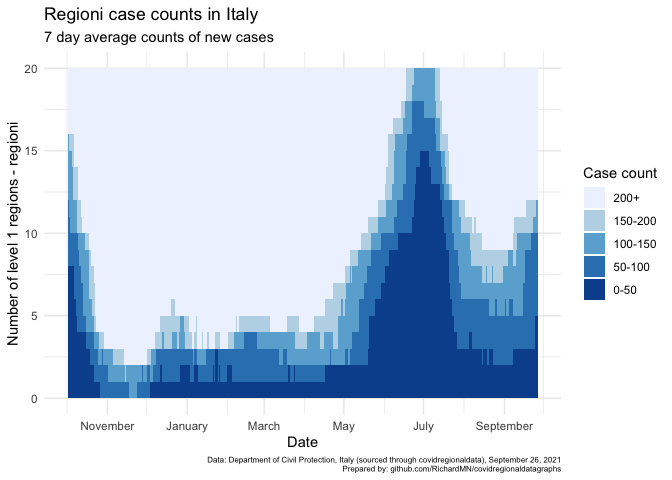 Regioni case counts in Italy
7 day average counts of new cases
Number of level 1 regions - regioni
20
15
10
5
0
November
January
March
May
July
September
Date
Case count
200+
150-200
100-150
50-100
0-50
Data: Department of Civil Protection, Italy (sourced through covidregionaldata), September 26, 2021
Prepared by: github.com/RichardMN/covidregionaldatagraphs